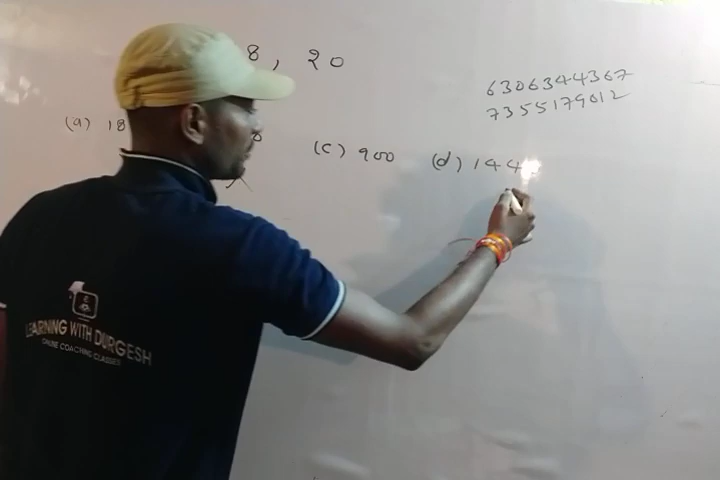 8, 20
6306344367
7355179012
(a) 18
(c) 900
(d) 144
LEARNING WITH DURGESH
ONLINE COACHING CLASSES